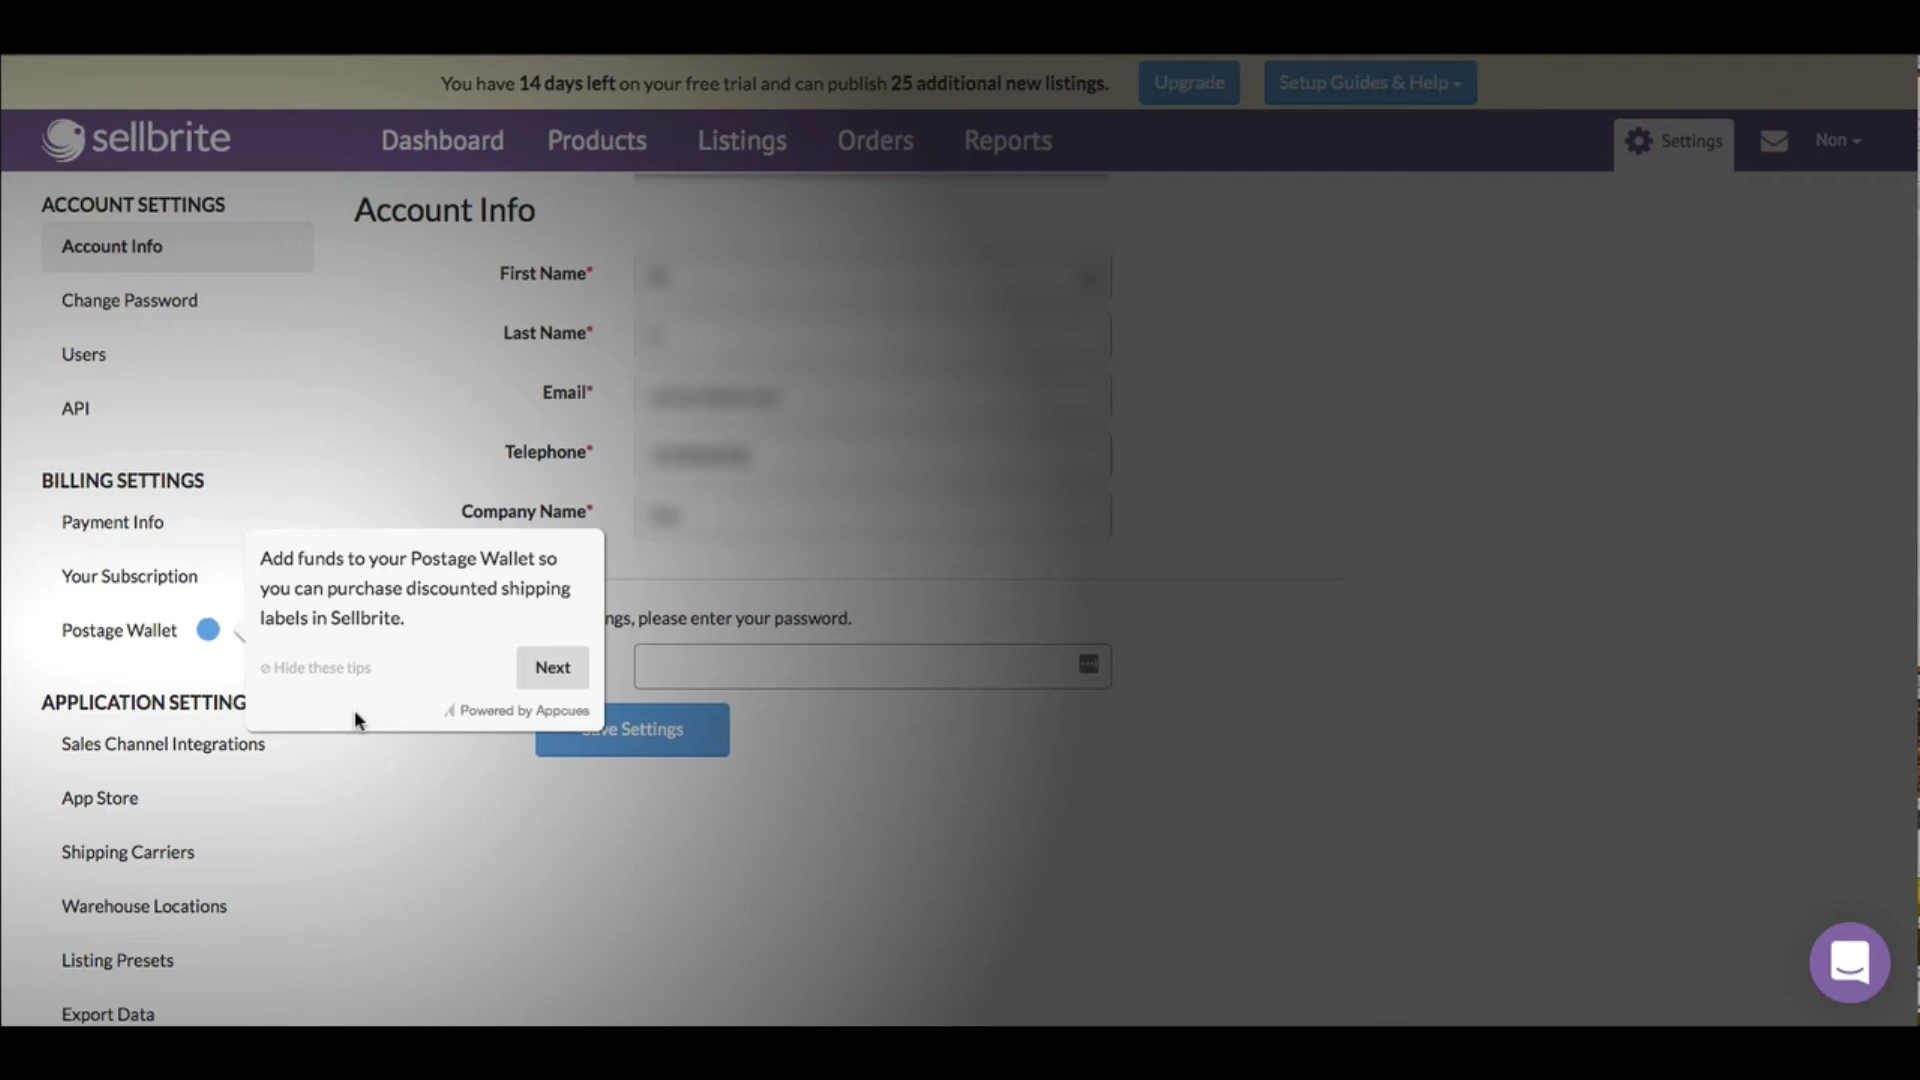 You have 14 days left on your free trial and can publish 25 additional new listings.
Upgrade
Setup Guides & Help
sellbrite
Dashboard
Products
Listings
Orders
Reports
Settings
Non
ACCOUNT SETTINGS
Account Info
Change Password
Users
API
BILLING SETTINGS
Payment Info
Your Subscription
Postage Wallet
APPLICATION SETTING
Sales Channel Integrations
App Store
Shipping Carriers
Warehouse Locations
Listing Presets
Export Data
Account Info
First Name*
Last Name*
Email*
Telephone*
Company Name*
Add funds to your Postage Wallet so
you can purchase discounted shipping
labels in Sellbrite.
Hide these tips
Next
Powered by Appcues
ngs, please enter your password.
Save Settings